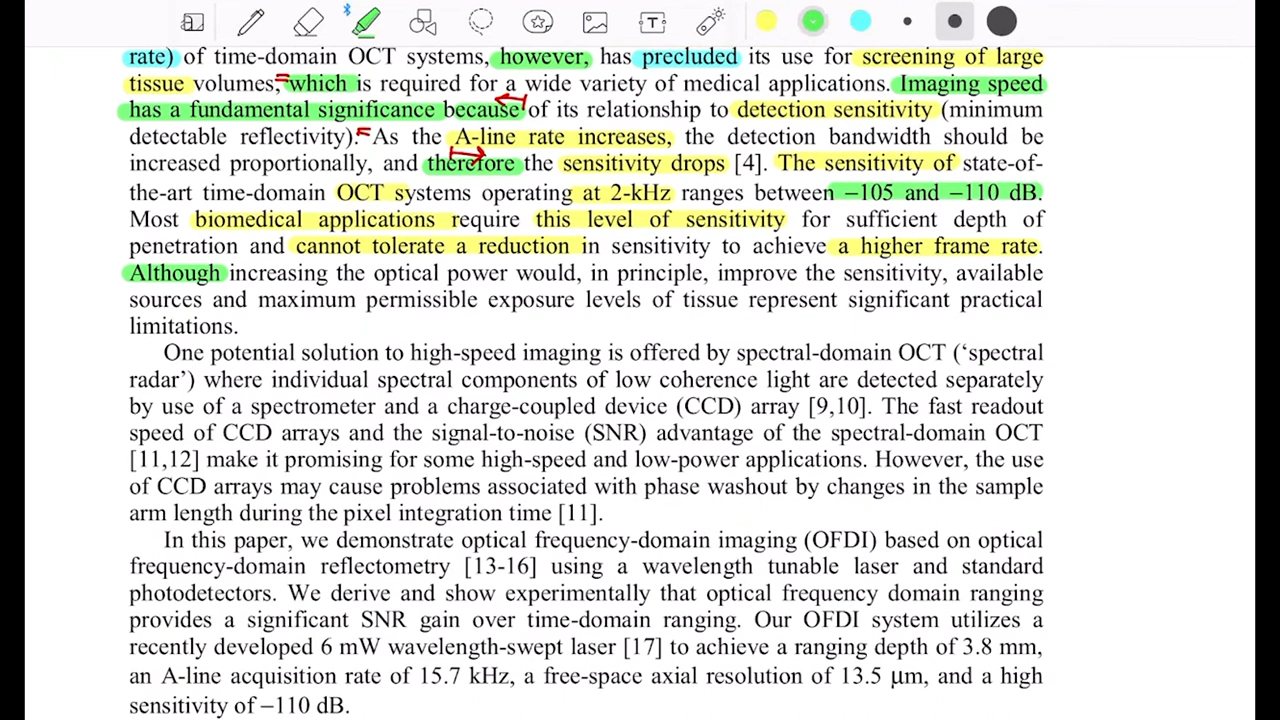 rate) of time-domain OCT systems, however, has precluded its use for screening of large
tissue volumes, which is required for a wide variety of medical applications. Imaging speed
has a fundamental significance because of its relationship to detection sensitivity (minimum
detectable reflectivity). As the A-line rate increases, the detection bandwidth should be
increased proportionally, and therefore the sensitivity drops [4]. The sensitivity of state-of-
the-art time-domain OCT systems operating at 2-kHz ranges between −105 and −110 dB.
Most biomedical applications require this level of sensitivity for sufficient depth of
penetration and cannot tolerate a reduction in sensitivity to achieve a higher frame rate.
Although increasing the optical power would, in principle, improve the sensitivity, available
sources and maximum permissible exposure levels of tissue represent significant practical
limitations.
One potential solution to high-speed imaging is offered by spectral-domain OCT (‘spectral
radar’) where individual spectral components of low coherence light are detected separately
by use of a spectrometer and a charge-coupled device (CCD) array [9,10]. The fast readout
speed of CCD arrays and the signal-to-noise (SNR) advantage of the spectral-domain OCT
[11,12] make it promising for some high-speed and low-power applications. However, the use
of CCD arrays may cause problems associated with phase washout by changes in the sample
arm length during the pixel integration time [11].
In this paper, we demonstrate optical frequency-domain imaging (OFDI) based on optical
frequency-domain reflectometry [13-16] using a wavelength tunable laser and standard
photodetectors. We derive and show experimentally that optical frequency domain ranging
provides a significant SNR gain over time-domain ranging. Our OFDI system utilizes a
recently developed 6 mW wavelength-swept laser [17] to achieve a ranging depth of 3.8 mm,
an A-line acquisition rate of 15.7 kHz, a free-space axial resolution of 13.5 μm, and a high
sensitivity of −110 dB.